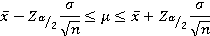 x̄ − Z_{α/2} σ/√n ≤ μ ≤ x̄ + Z_{α/2} σ/√n